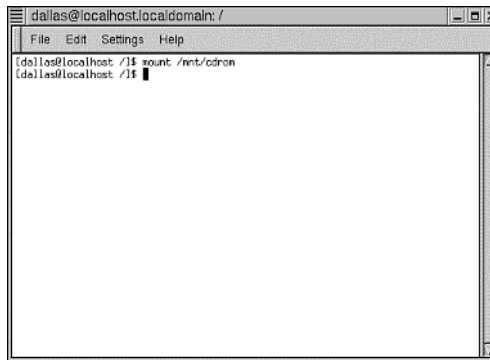 dallas@localhost.localdomain: /
File Edit Settings Help
[dallas@localhost /]$ mount /mnt/cdrom
[dallas@localhost /]$